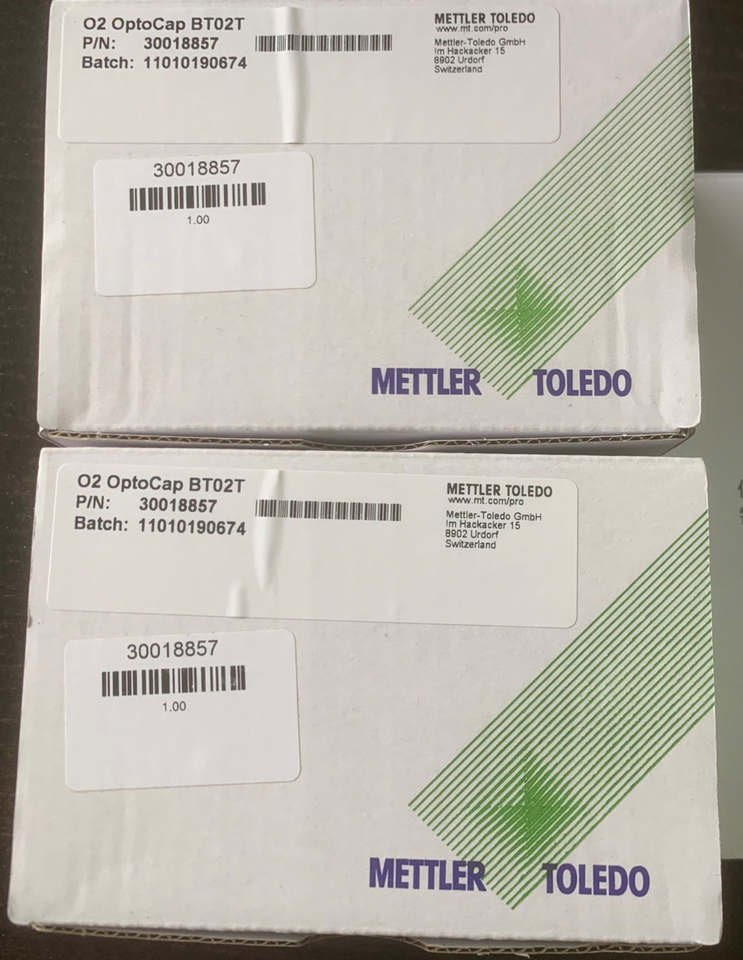 O2 OptoCap BT02T
P/N: 30018857
Batch: 11010190674
METTLER TOLEDO
www.mt.com/pro
Mettler-Toledo GmbH
Im Hackacker 15
8902 Urdorf
Switzerland
30018857
1.00
METTLER TOLEDO
O2 OptoCap BT02T
P/N: 30018857
Batch: 11010190674
METTLER TOLEDO
www.mt.com/pro
Mettler-Toledo GmbH
Im Hackacker 15
8902 Urdorf
Switzerland
30018857
1.00
METTLER TOLEDO